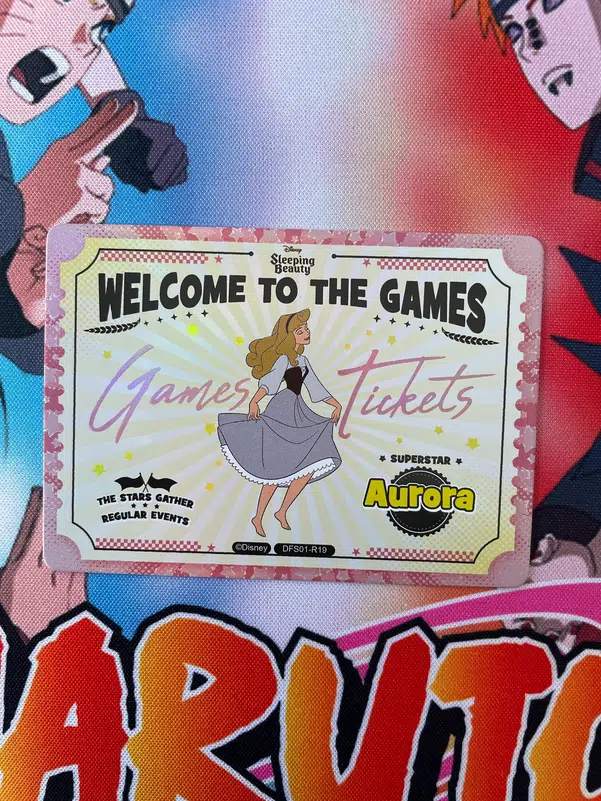 Disney
Sleeping
Beauty
WELCOME TO THE GAMES
Games Tickets
THE STARS GATHER
REGULAR EVENTS
SUPERSTAR
Aurora
©Disney DFS01-R19
NARUTO